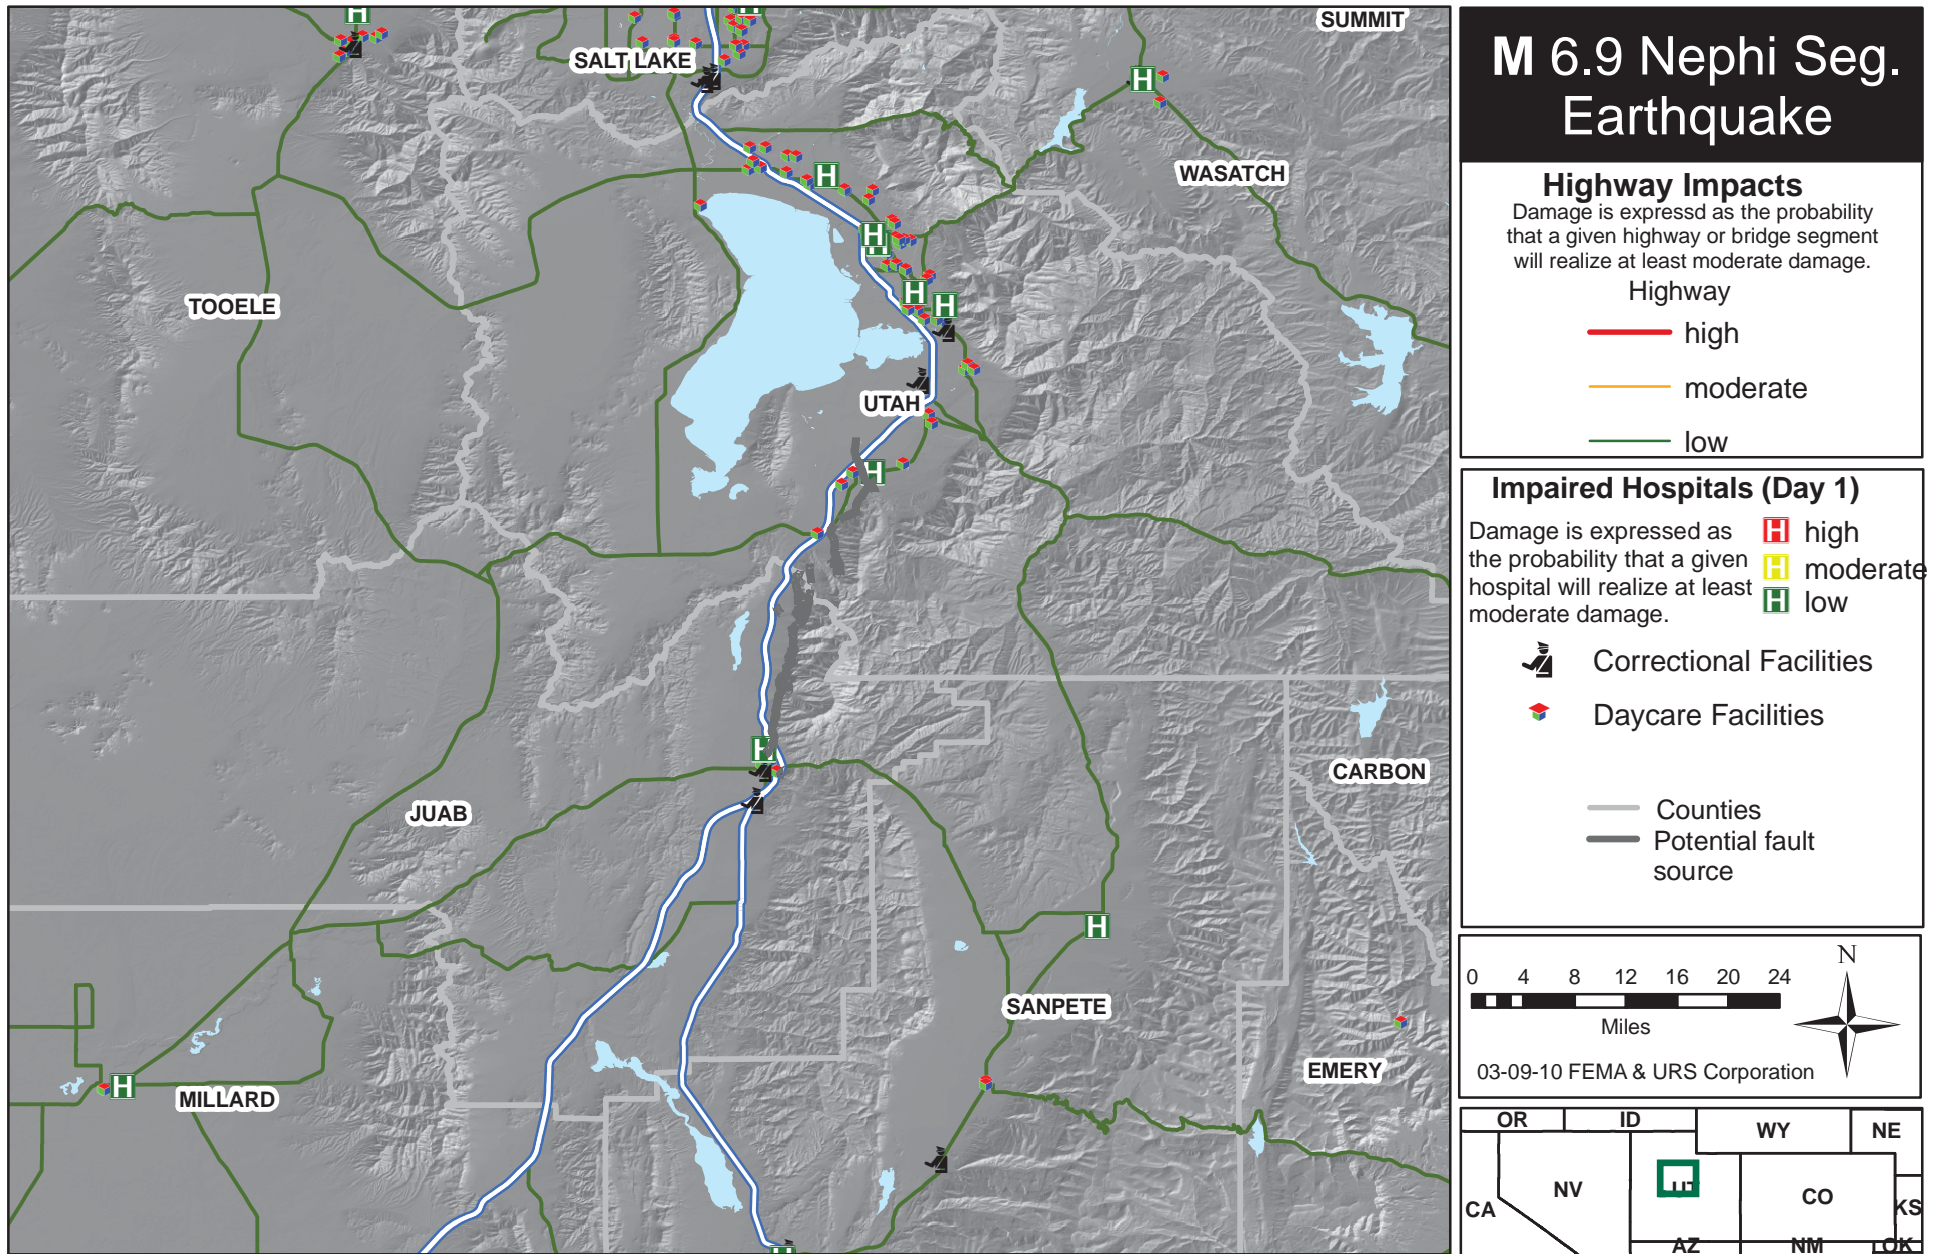 SUMMIT
SALT LAKE
WASATCH
TOOELE
UTAH
CARBON
JUAB
SANPETE
EMERY
MILLARD
H
H
H
H
H
H
H
H
H
H
H
H
M 6.9 Nephi Seg.
Earthquake
Highway Impacts
Damage is expressd as the probability
that a given highway or bridge segment
will realize at least moderate damage.
Highway
high
moderate
low
Impaired Hospitals (Day 1)
Damage is expressed as
the probability that a given
hospital will realize at least
moderate damage.
H high
H moderate
H low
Correctional Facilities
Daycare Facilities
Counties
Potential fault
source
0 4 8 12 16 20 24
Miles
N
03-09-10 FEMA & URS Corporation
OR ID WY NE
NV UT CO KS
CA
AZ NM OK